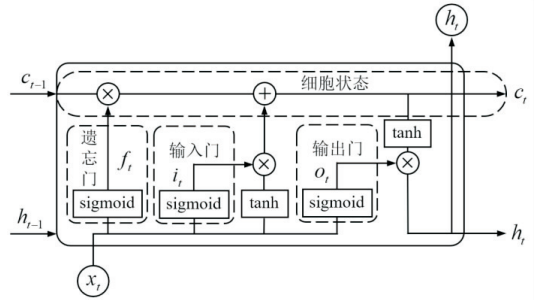 h_t
c_{t-1}
×
+
细胞状态
c_t
遗忘门
f_t
输入门
i_t
×
输出门
o_t
tanh
×
sigmoid
sigmoid
tanh
sigmoid
h_{t-1}
h_t
x_t